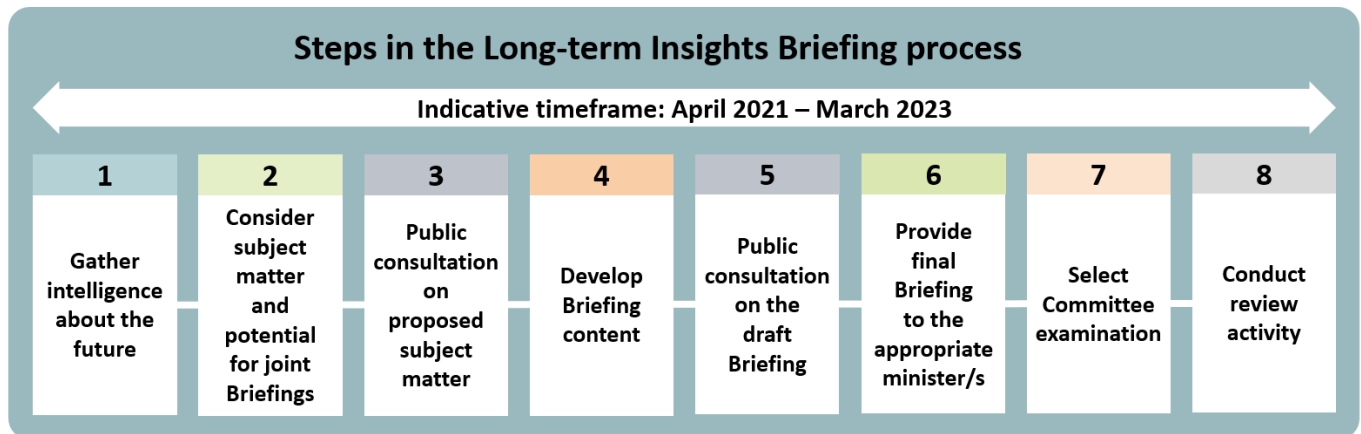 Steps in the Long-term Insights Briefing process
Indicative timeframe: April 2021 – March 2023
1
Gather
intelligence
about the
future
2
Consider
subject
matter
and
potential
for joint
Briefings
3
Public
consultation
on
proposed
subject
matter
4
Develop
Briefing
content
5
Public
consultation
on the
draft
Briefing
6
Provide
final
Briefing
to the
appropriate
minister/s
7
Select
Committee
examination
8
Conduct
review
activity